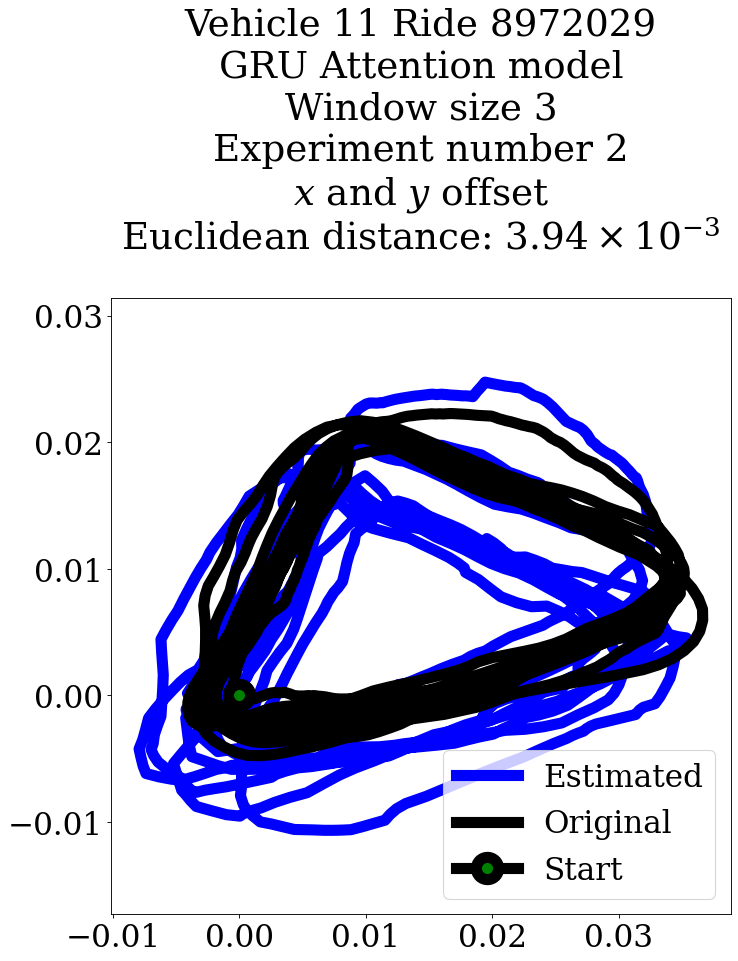 Vehicle 11 Ride 8972029
GRU Attention model
Window size 3
Experiment number 2
x and y offset
Euclidean distance: 3.94 × 10⁻³
0.03
0.02
0.01
0.00
−0.01
Estimated
Original
Start
−0.01 0.00 0.01 0.02 0.03